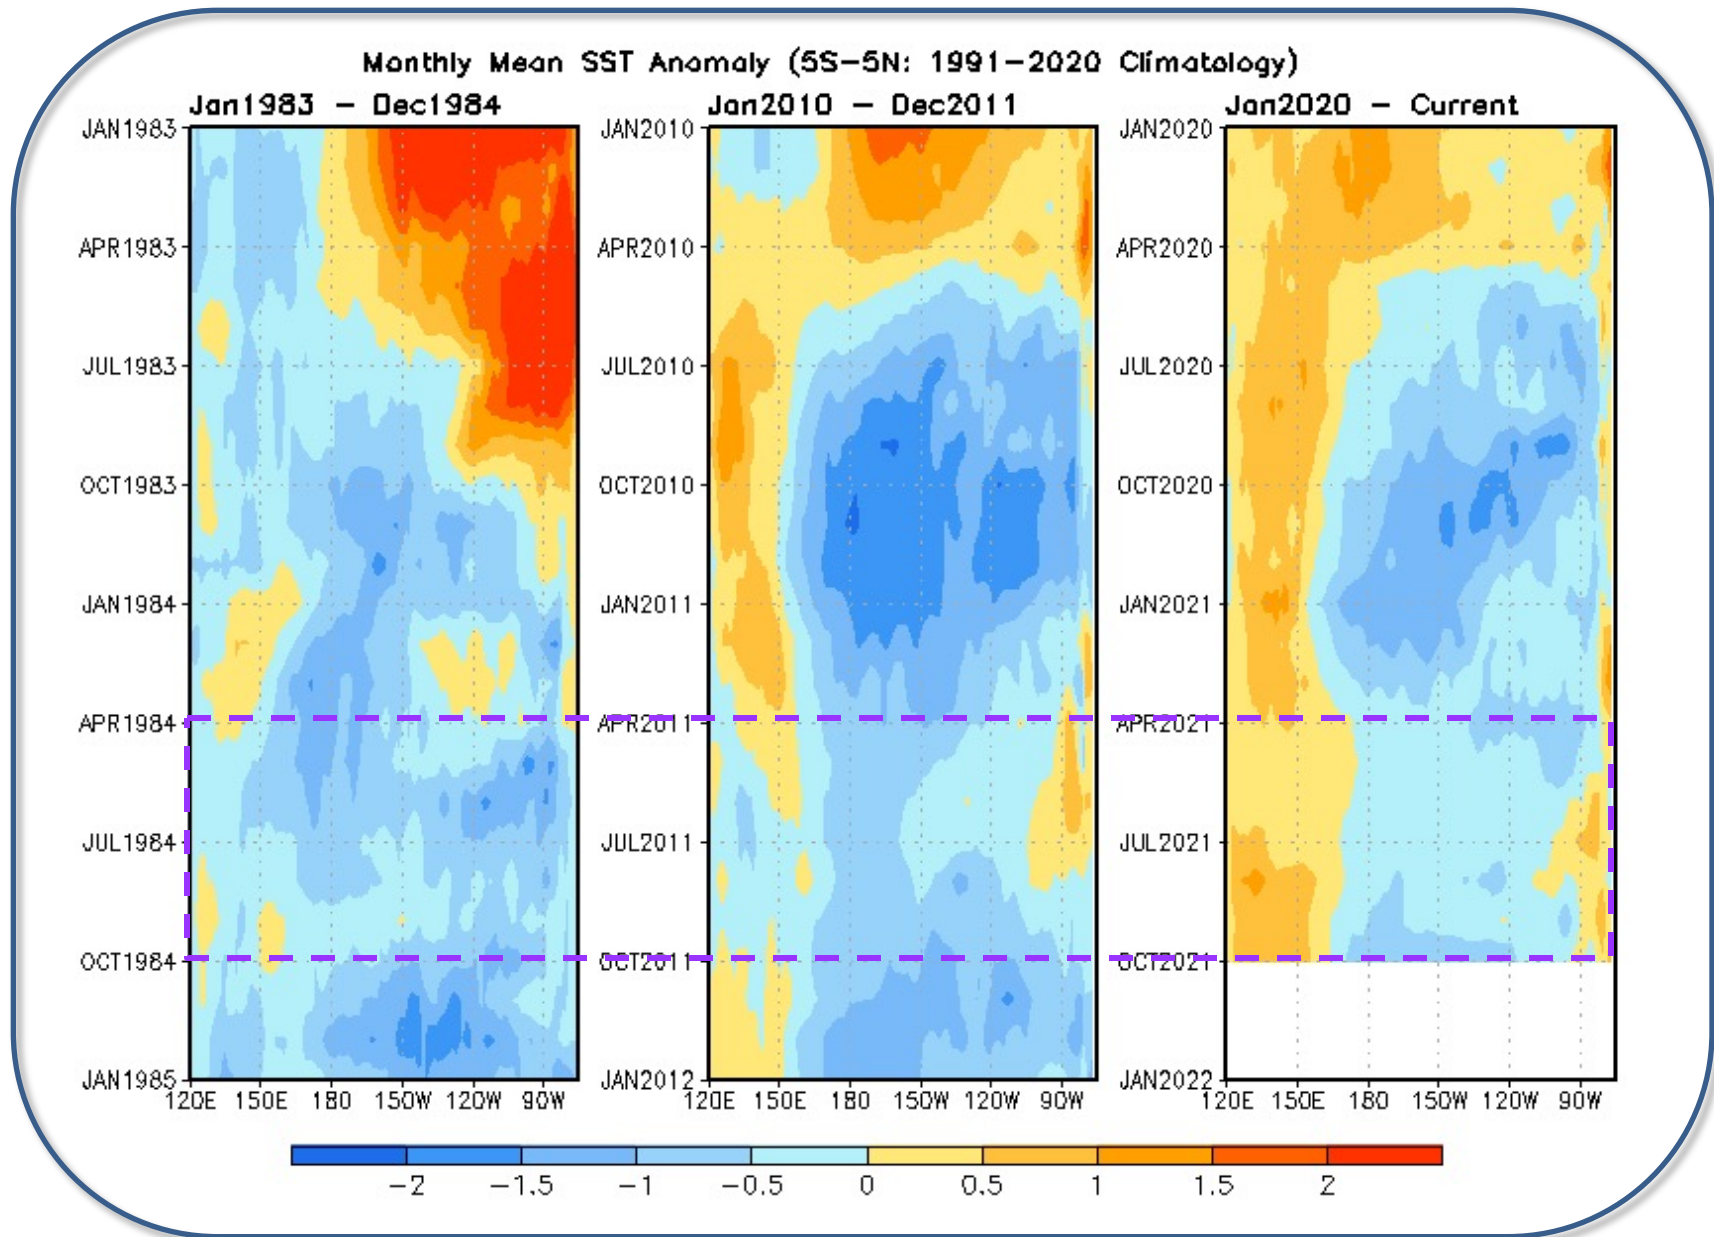 Monthly Mean SST Anomaly (5S-5N: 1991-2020 Climatology)
Jan1983 - Dec1984
JAN1983
APR1983
JUL1983
OCT1983
JAN1984
APR1984
JUL1984
OCT1984
JAN1985
120E 150E 180 150W 120W 90W
Jan2010 - Dec2011
JAN2010
APR2010
JUL2010
OCT2010
JAN2011
APR2011
JUL2011
OCT2011
JAN2012
120E 150E 180 150W 120W 90W
Jan2020 - Current
JAN2020
APR2020
JUL2020
OCT2020
JAN2021
APR2021
JUL2021
OCT2021
JAN2022
120E 150E 180 150W 120W 90W
-2 -1.5 -1 -0.5 0 0.5 1 1.5 2